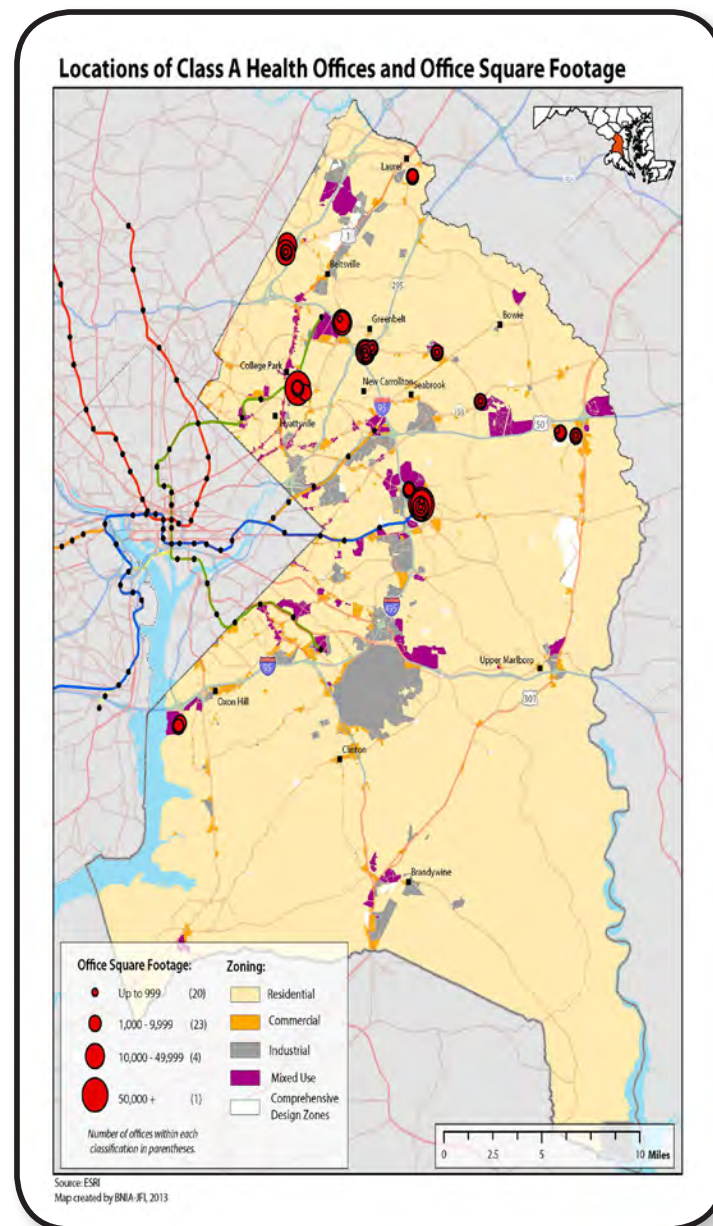 Locations of Class A Health Offices and Office Square Footage
Laurel
1
Beltsville
295
Greenbelt
Bowie
College Park
New Carrollton
Seabrook
Hyattsville
95
50
495
Upper Marlboro
95
301
Oxon Hill
Clinton
Brandywine
Office Square Footage:
Up to 999 (20)
1,000 - 9,999 (23)
10,000 - 49,999 (4)
50,000 + (1)
Number of offices within each
classification in parentheses.
Zoning:
Residential
Commercial
Industrial
Mixed Use
Comprehensive
Design Zones
0 5 10 Miles
Source: ESRI
Map created by BNIA-JFI, 2013